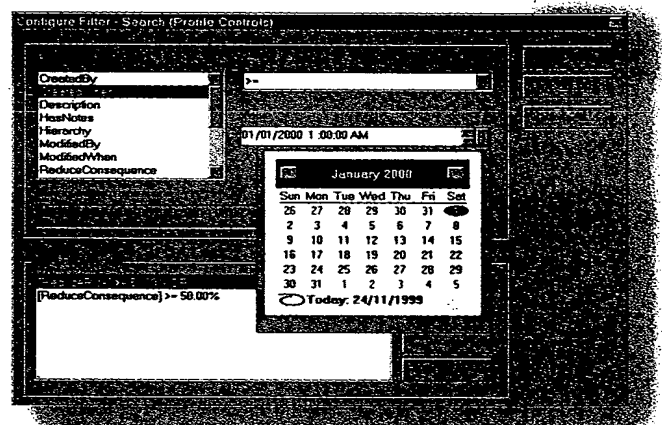 Configure Filter - Search (Profile Controls)
CreatedBy
>=
Description
HasNotes
Hierarchy
ModifiedBy
ModifiedWhen
ReduceConsequence
01/01/2000 1:00:00 AM
January 2000
Sun Mon Tue Wed Thu Fri Sat
26 27 28 29 30 31
2 3 4 5 6 7 8
9 10 11 12 13 14 15
16 17 18 19 20 21 22
23 24 25 26 27 28 29
30 31 1 2 3 4 5
Today: 24/11/1999
[ReduceConsequence] >= 50.00%